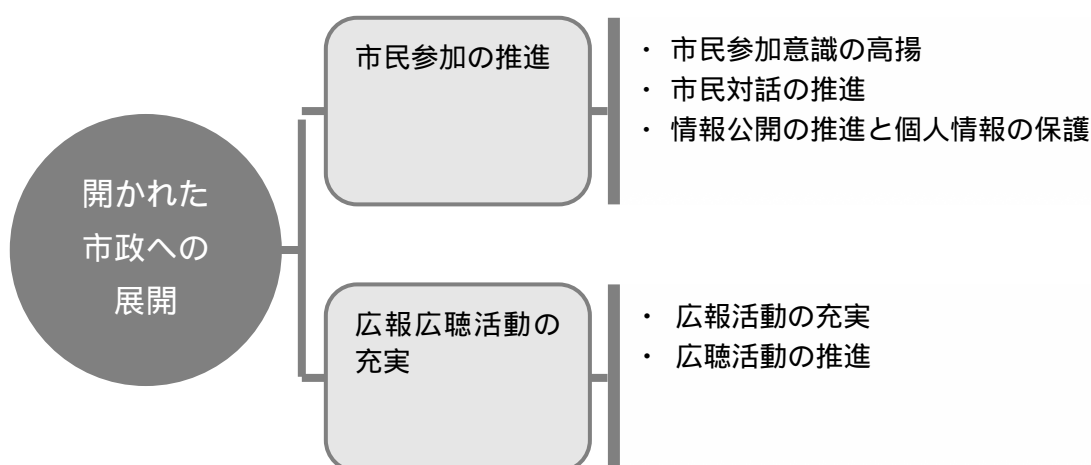 開かれた
市政への
展開
市民参加の推進
・ 市民参加意識の高揚
・ 市民対話の推進
・ 情報公開の推進と個人情報の保護
広報広聴活動の
充実
・ 広報活動の充実
・ 広聴活動の推進